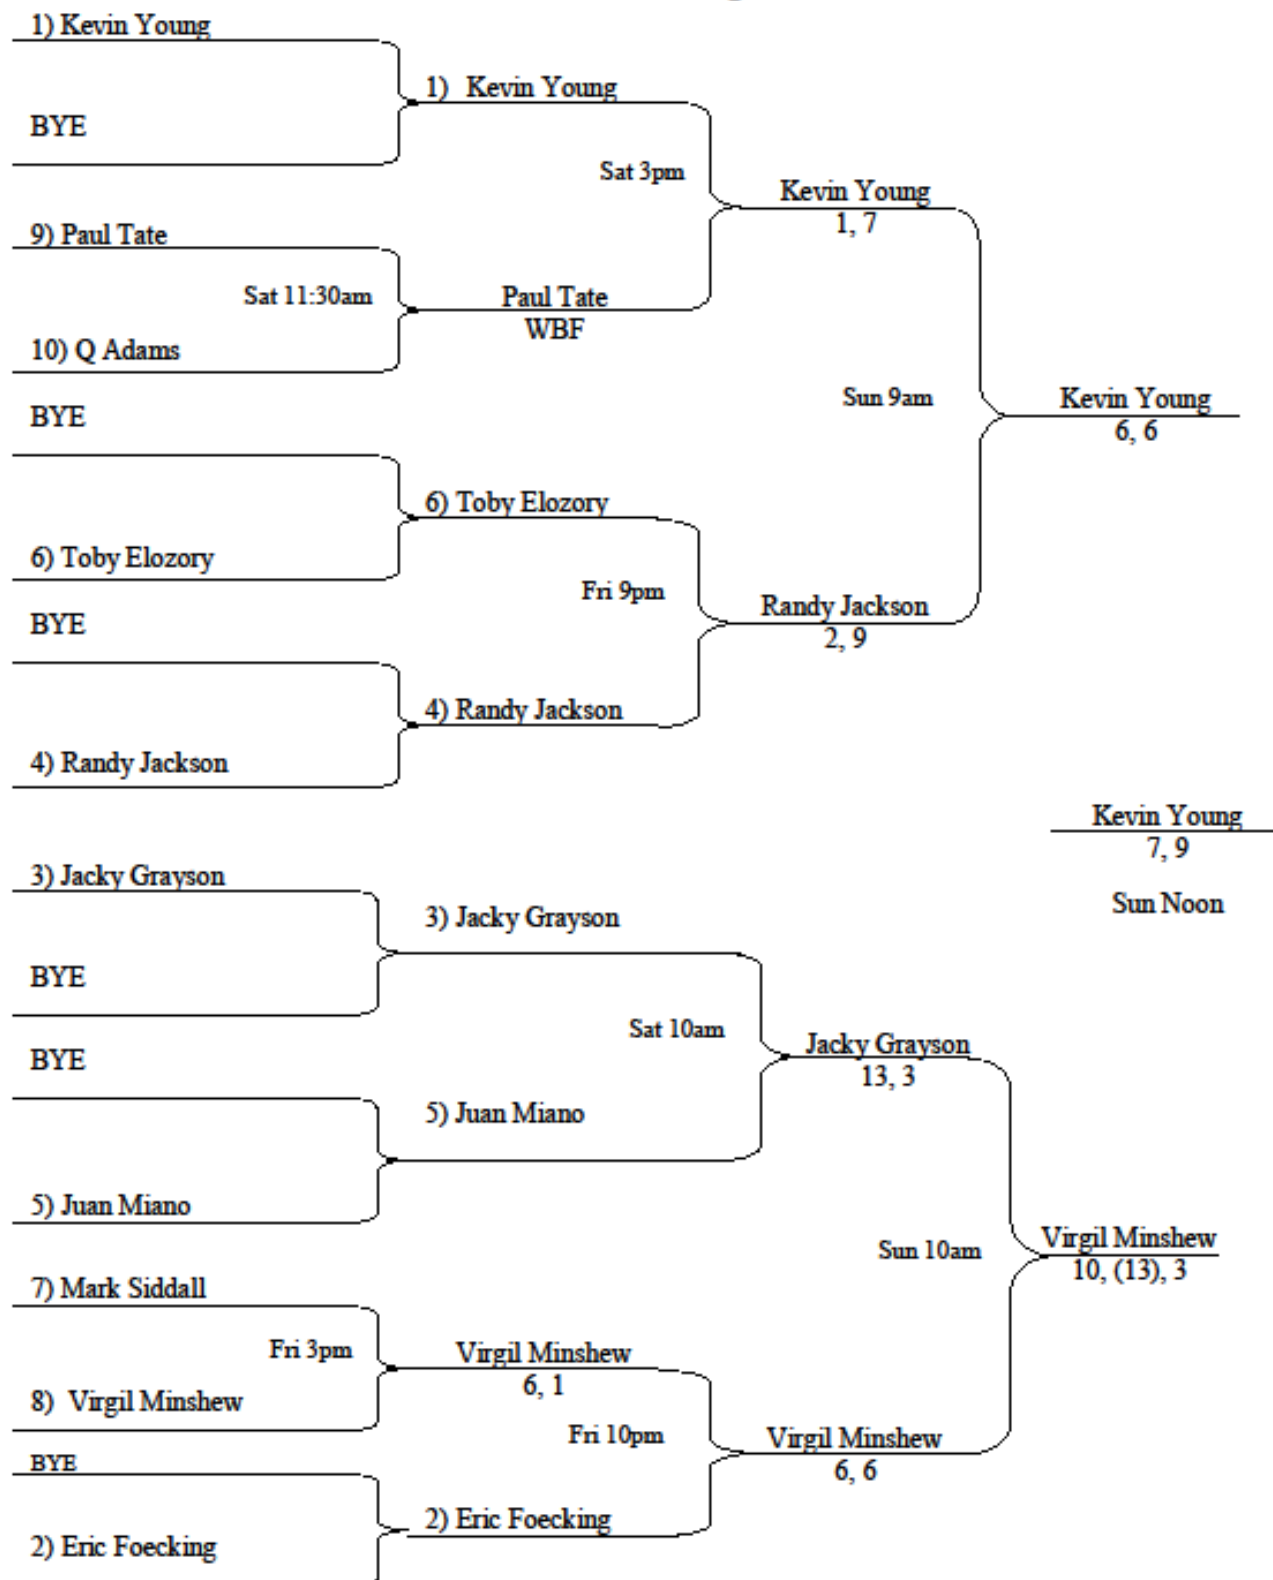 1) Kevin Young
BYE
9) Paul Tate
Sat 11:30am
10) Q Adams
BYE
6) Toby Elozory
BYE
4) Randy Jackson
3) Jacky Grayson
BYE
BYE
5) Juan Miano
7) Mark Siddall
Fri 3pm
8) Virgil Minshew
BYE
2) Eric Foecking
1) Kevin Young
Sat 3pm
Paul Tate
WBF
6) Toby Elozory
Fri 9pm
4) Randy Jackson
3) Jacky Grayson
Sat 10am
5) Juan Miano
Virgil Minshew
6, 1
Fri 10pm
2) Eric Foecking
Kevin Young
1, 7
Sun 9am
Randy Jackson
2, 9
Jacky Grayson
13, 3
Sun 10am
Virgil Minshew
6, 6
Kevin Young
6, 6
Virgil Minshew
10, (13), 3
Kevin Young
7, 9
Sun Noon